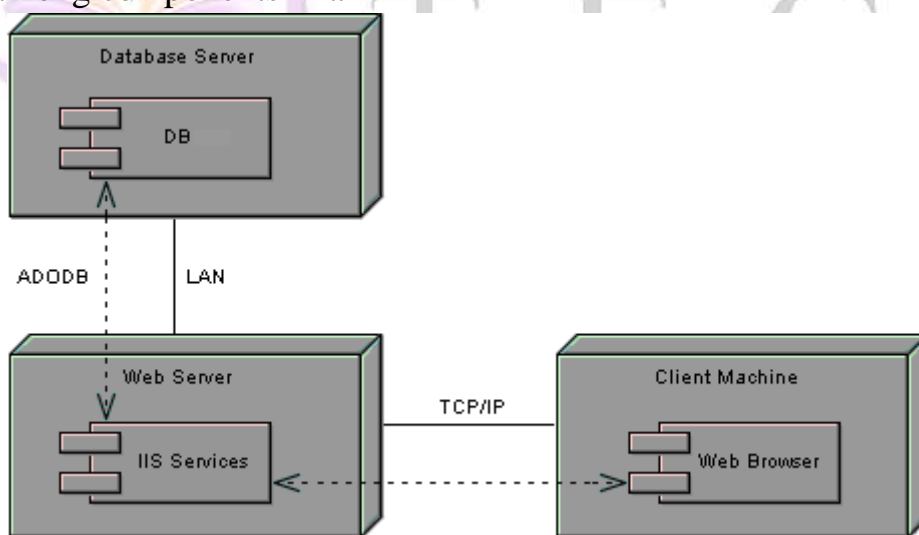 Database Server
DB
ADODB
LAN
Web Server
IIS Services
TCP/IP
Client Machine
Web Browser